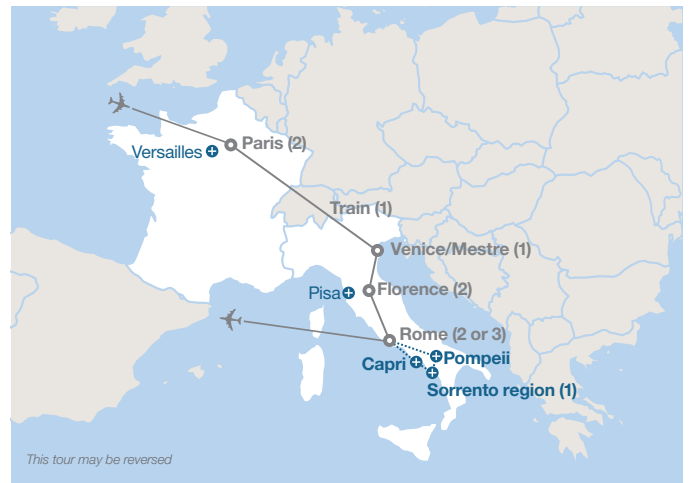 Paris (2)
Versailles
Train (1)
Venice/Mestre (1)
Florence (2)
Pisa
Rome (2 or 3)
Pompeii
Capri
Sorrento region (1)
This tour may be reversed